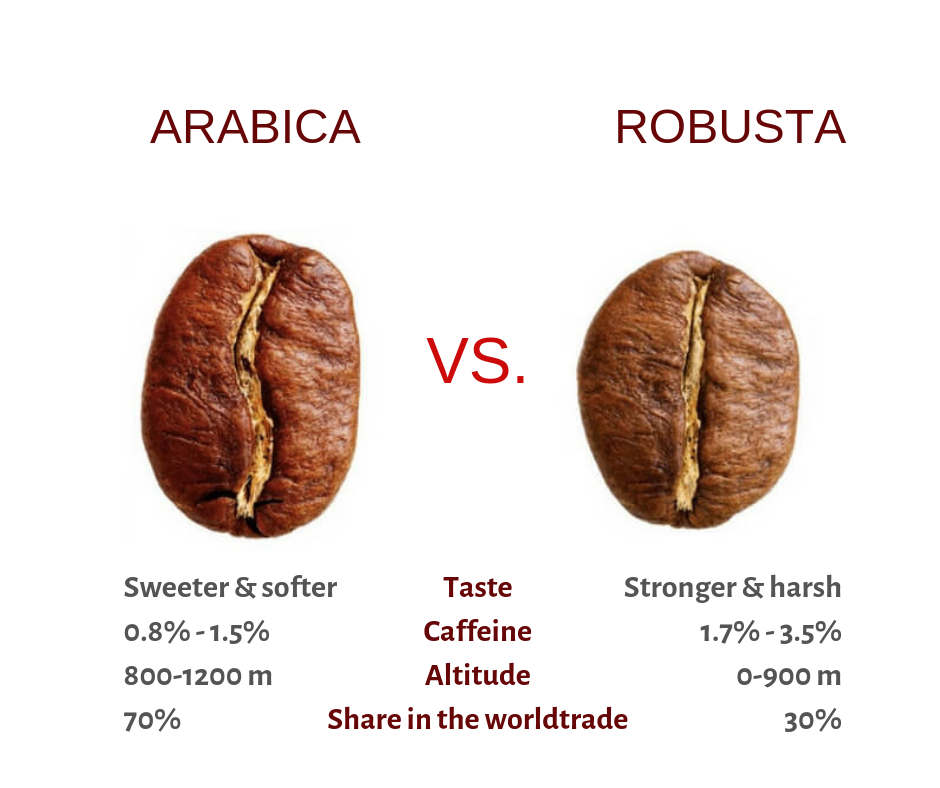 ARABICA
ROBUSTA
VS.
Sweeter & softer Taste Stronger & harsh
0.8% - 1.5% Caffeine 1.7% - 3.5%
800-1200 m Altitude 0-900 m
70% Share in the worldtrade 30%